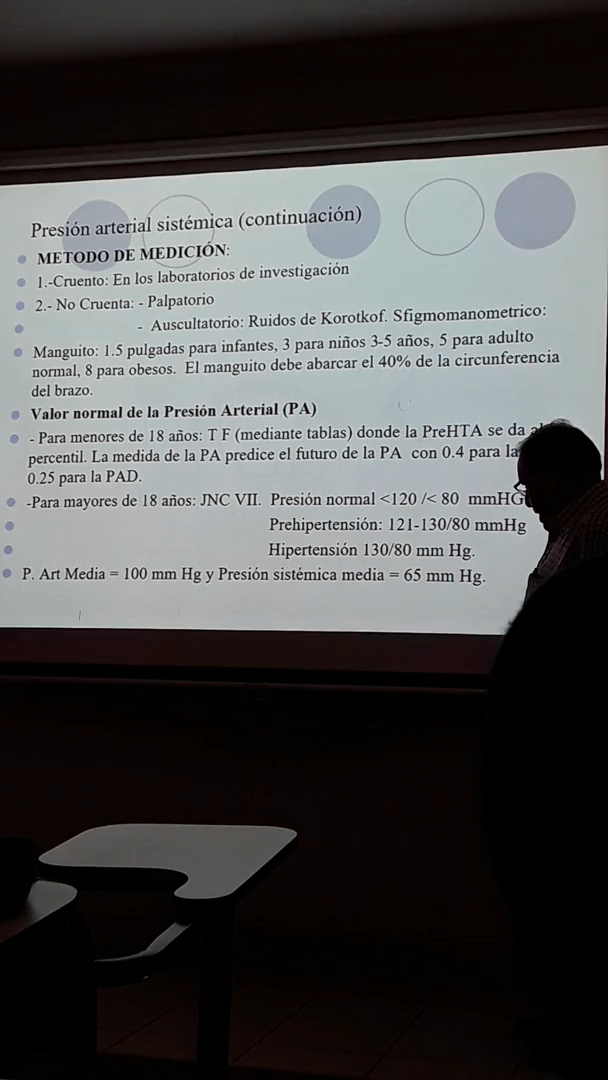 Presión arterial sistémica (continuación)
METODO DE MEDICIÓN:
1.-Cruento: En los laboratorios de investigación
2.- No Cruenta: - Palpatorio
- Auscultatorio: Ruidos de Korotkof. Sfigmomanometrico:
Manguito: 1.5 pulgadas para infantes, 3 para niños 3-5 años, 5 para adulto
normal, 8 para obesos. El manguito debe abarcar el 40% de la circunferencia
del brazo.
Valor normal de la Presión Arterial (PA)
- Para menores de 18 años: T F (mediante tablas) donde la PreHTA se da
percentil. La medida de la PA predice el futuro de la PA con 0.4 para la
0.25 para la PAD.
-Para mayores de 18 años: JNC VII. Presión normal <120 /< 80 mmHG
Prehipertensión: 121-130/80 mmHg
Hipertensión 130/80 mm Hg.
P. Art Media = 100 mm Hg y Presión sistémica media = 65 mm Hg.